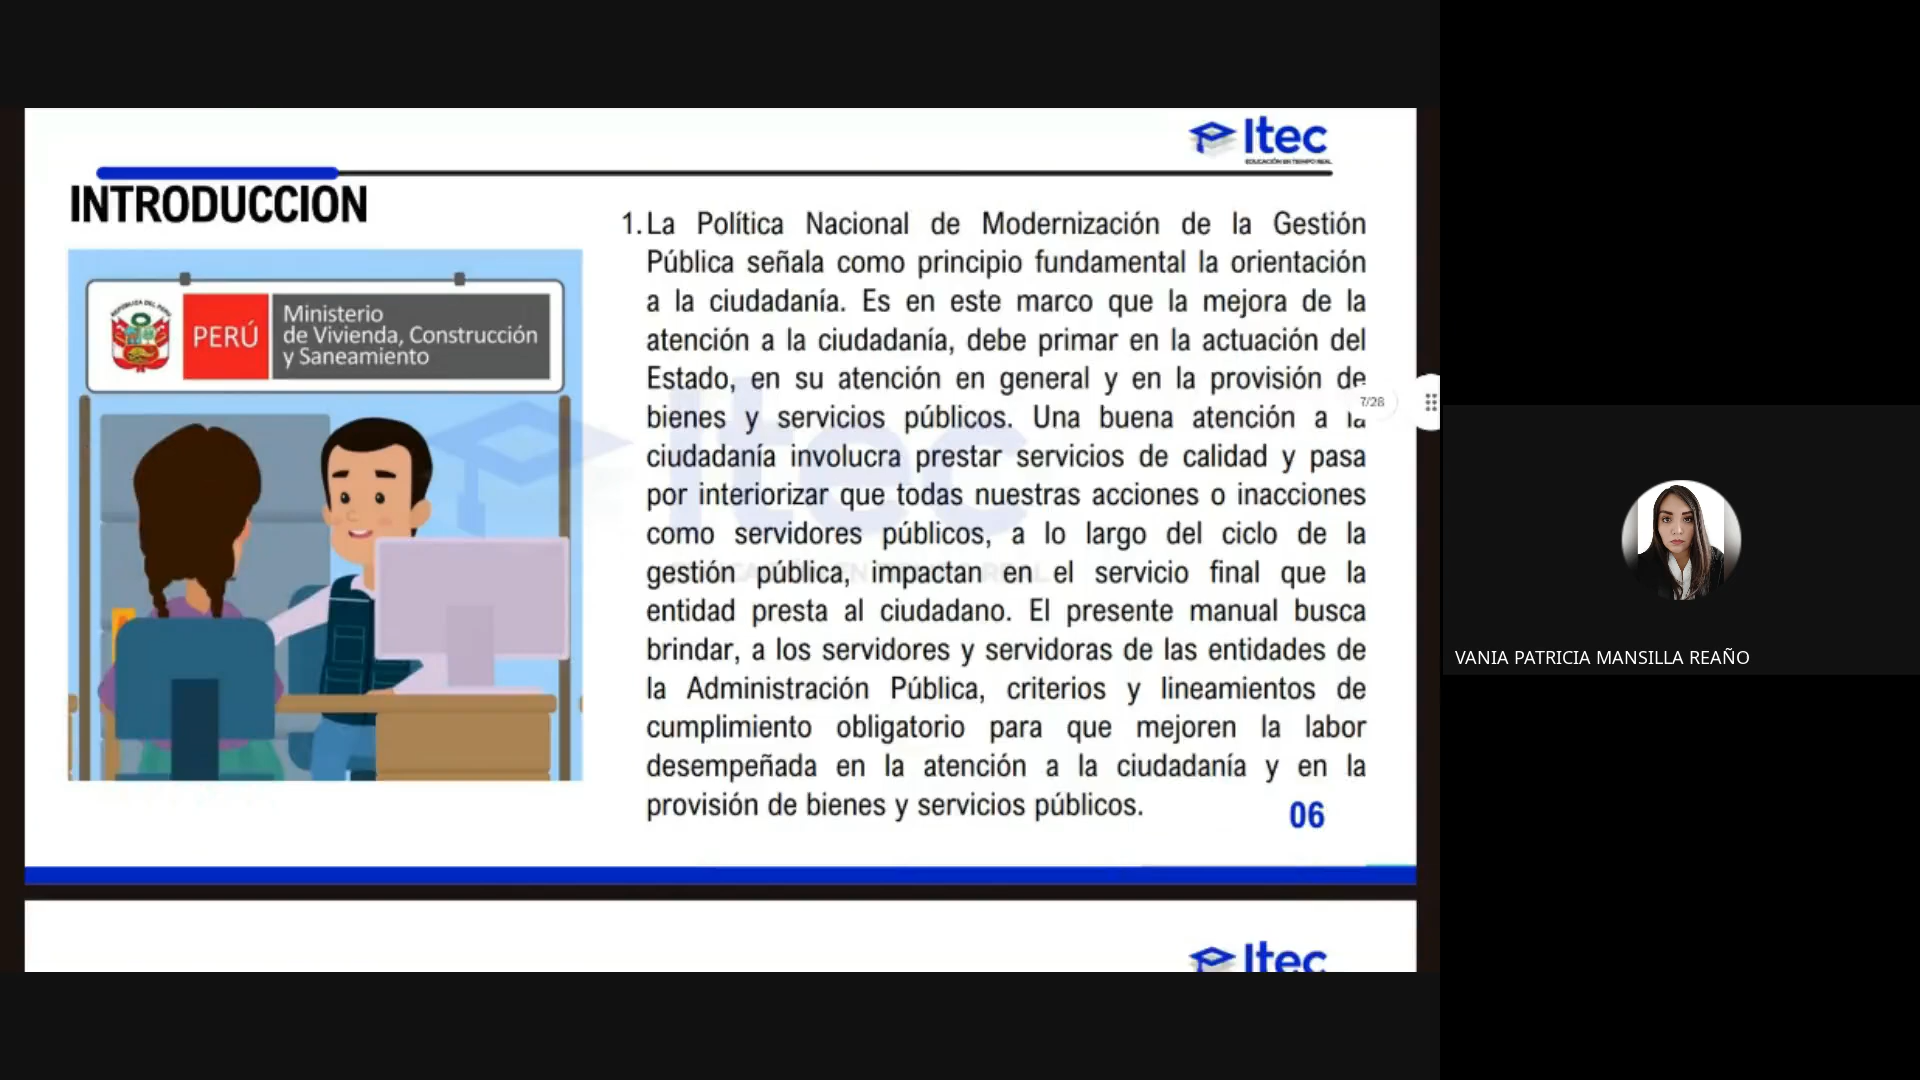 Itec
EDUCACIÓN EN TIEMPO REAL
INTRODUCCION
REPÚBLICA DEL PERÚ
PERÚ
Ministerio
de Vivienda, Construcción
y Saneamiento
1. La Política Nacional de Modernización de la Gestión
Pública señala como principio fundamental la orientación
a la ciudadanía. Es en este marco que la mejora de la
atención a la ciudadanía, debe primar en la actuación del
Estado, en su atención en general y en la provisión de
bienes y servicios públicos. Una buena atención a la
ciudadanía involucra prestar servicios de calidad y pasa
por interiorizar que todas nuestras acciones o inacciones
como servidores públicos, a lo largo del ciclo de la
gestión pública, impactan en el servicio final que la
entidad presta al ciudadano. El presente manual busca
brindar, a los servidores y servidoras de las entidades de
la Administración Pública, criterios y lineamientos de
cumplimiento obligatorio para que mejoren la labor
desempeñada en la atención a la ciudadanía y en la
provisión de bienes y servicios públicos.
7/28
06
Itec
VANIA PATRICIA MANSILLA REAÑO